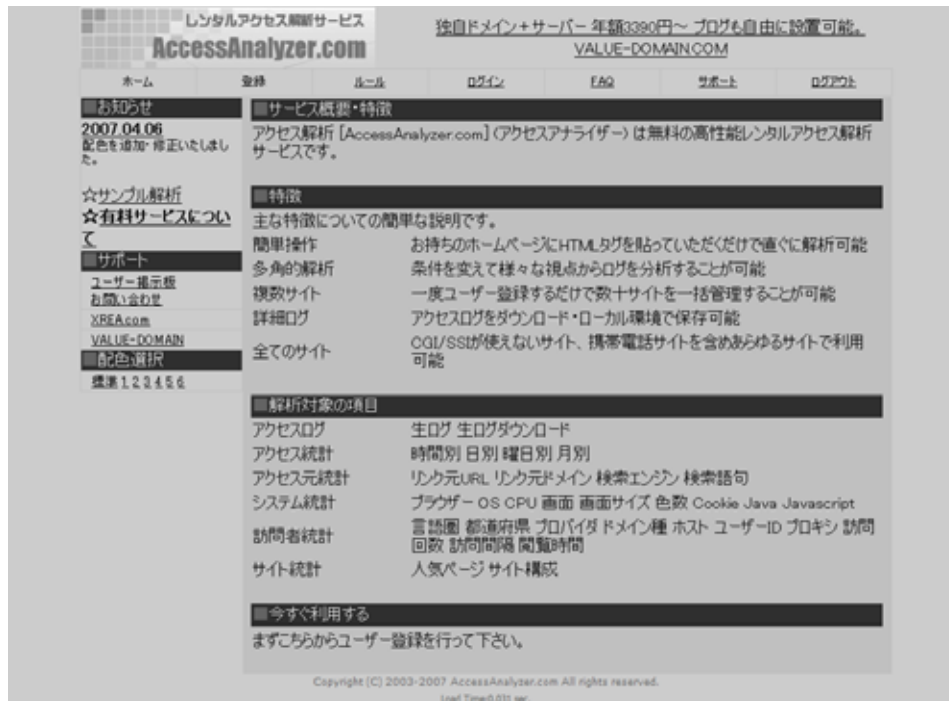 レンタルアクセス解析サービス
AccessAnalyzer.com
独自ドメイン+サーバー 年額3390円~ ブログも自由に設置可能。
VALUE-DOMAIN.COM
ホーム 登録 ルール ログイン FAQ サポート ログアウト
■お知らせ
2007.04.06
配色を追加・修正いたしまし
た。
☆サンプル解析
☆有料サービスについ
て
■サポート
ユーザー掲示板
お問い合わせ
XREA.com
VALUE-DOMAIN
■配色選択
標準 1 2 3 4 5 6
■サービス概要・特徴
アクセス解析 [AccessAnalyzer.com] (アクセスアナライザー) は無料の高性能レンタルアクセス解析
サービスです。
■特徴
主な特徴についての簡単な説明です。
簡単操作 お持ちのホームページにHTMLタグを貼っていただくだけで直ぐに解析可能
多角的解析 条件を変えて様々な視点からログを分析することが可能
複数サイト 一度ユーザー登録するだけで数十サイトを一括管理することが可能
詳細ログ アクセスログをダウンロード・ローカル環境で保存可能
全てのサイト CGI/SSIが使えないサイト、携帯電話サイトを含めあらゆるサイトで利用
可能
■解析対象の項目
アクセスログ 生ログ 生ログダウンロード
アクセス統計 時間別 日別 曜日別 月別
アクセス元統計 リンク元URL リンク元ドメイン 検索エンジン 検索語句
システム統計 ブラウザー OS CPU 画面 画面サイズ 色数 Cookie Java Javascript
訪問者統計 言語圏 都道府県 プロバイダ ドメイン種 ホスト ユーザーID プロキシ 訪問
回数 訪問間隔 閲覧時間
サイト統計 人気ページ サイト構成
■今すぐ利用する
まずこちらからユーザー登録を行って下さい。
Copyright (C) 2003-2007 AccessAnalyzer.com All rights reserved.
Load Time:0.031 sec.